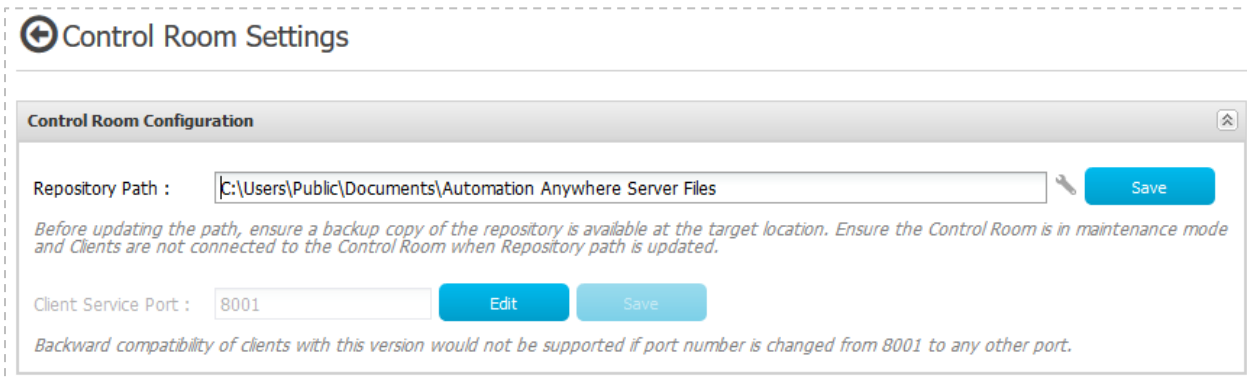 Control Room Settings
Control Room Configuration
Repository Path :
C:\Users\Public\Documents\Automation Anywhere Server Files
Save
Before updating the path, ensure a backup copy of the repository is available at the target location. Ensure the Control Room is in maintenance mode
and Clients are not connected to the Control Room when Repository path is updated.
Client Service Port :
8001
Edit
Save
Backward compatibility of clients with this version would not be supported if port number is changed from 8001 to any other port.